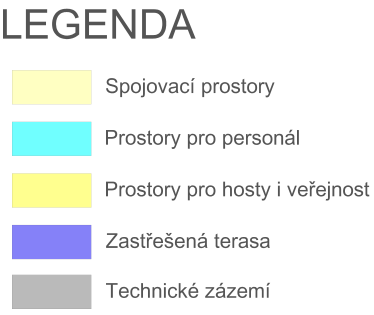 LEGENDA
Spojovací prostory
Prostory pro personál
Prostory pro hosty i veřejnost
Zastřešená terasa
Technické zázemí